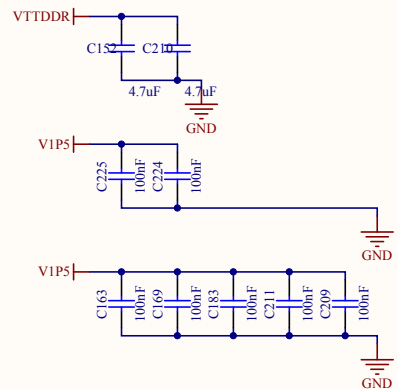 VTTDDR
C152 C210
4.7uF 4.7uF
GND
V1P5
C225 100nF C224 100nF
GND
V1P5
C163 100nF C169 100nF C183 100nF C211 100nF C209 100nF
GND